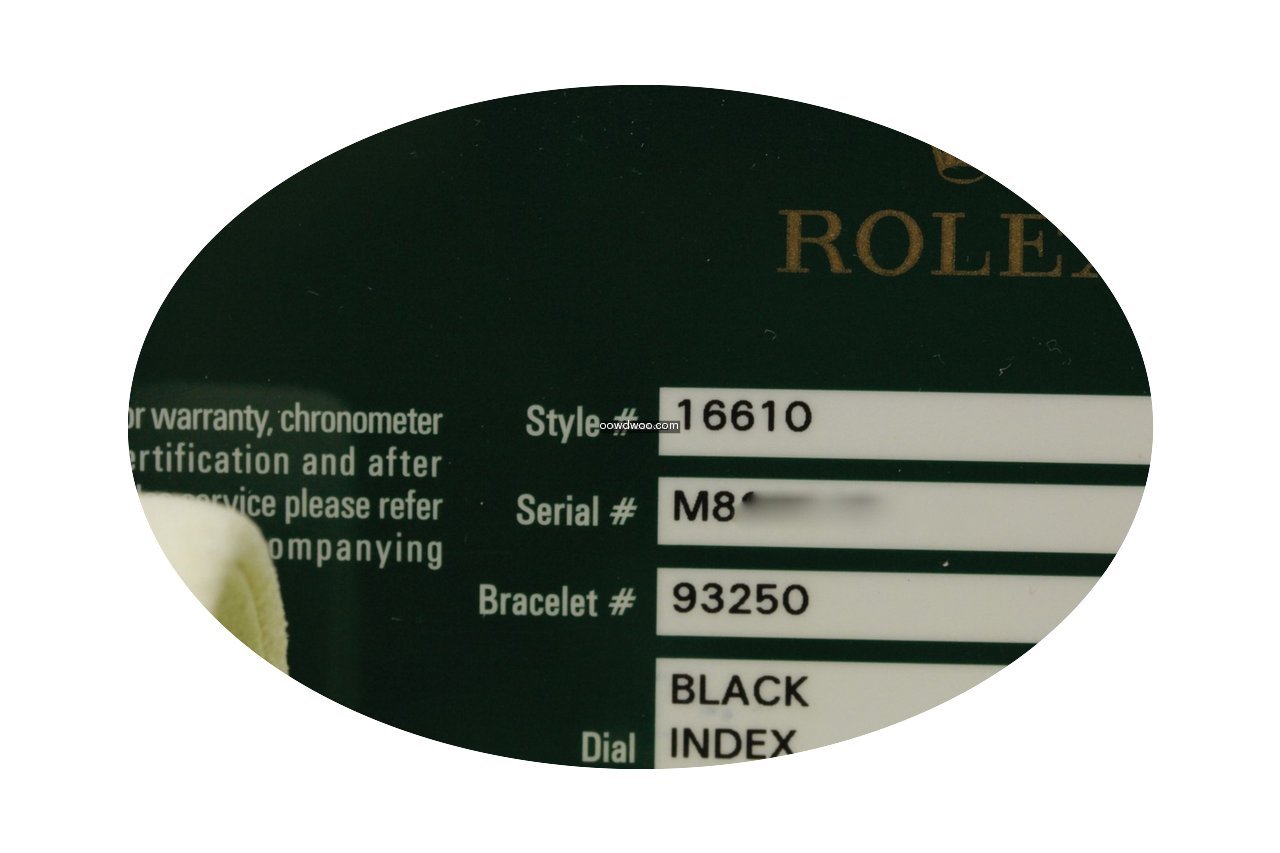 ROLEX
or warranty, chronometer
ertification and after
service please refer
ompanying
Style # 16610
oowdwoo.com
Serial # M8
Bracelet # 93250
BLACK
Dial INDEX